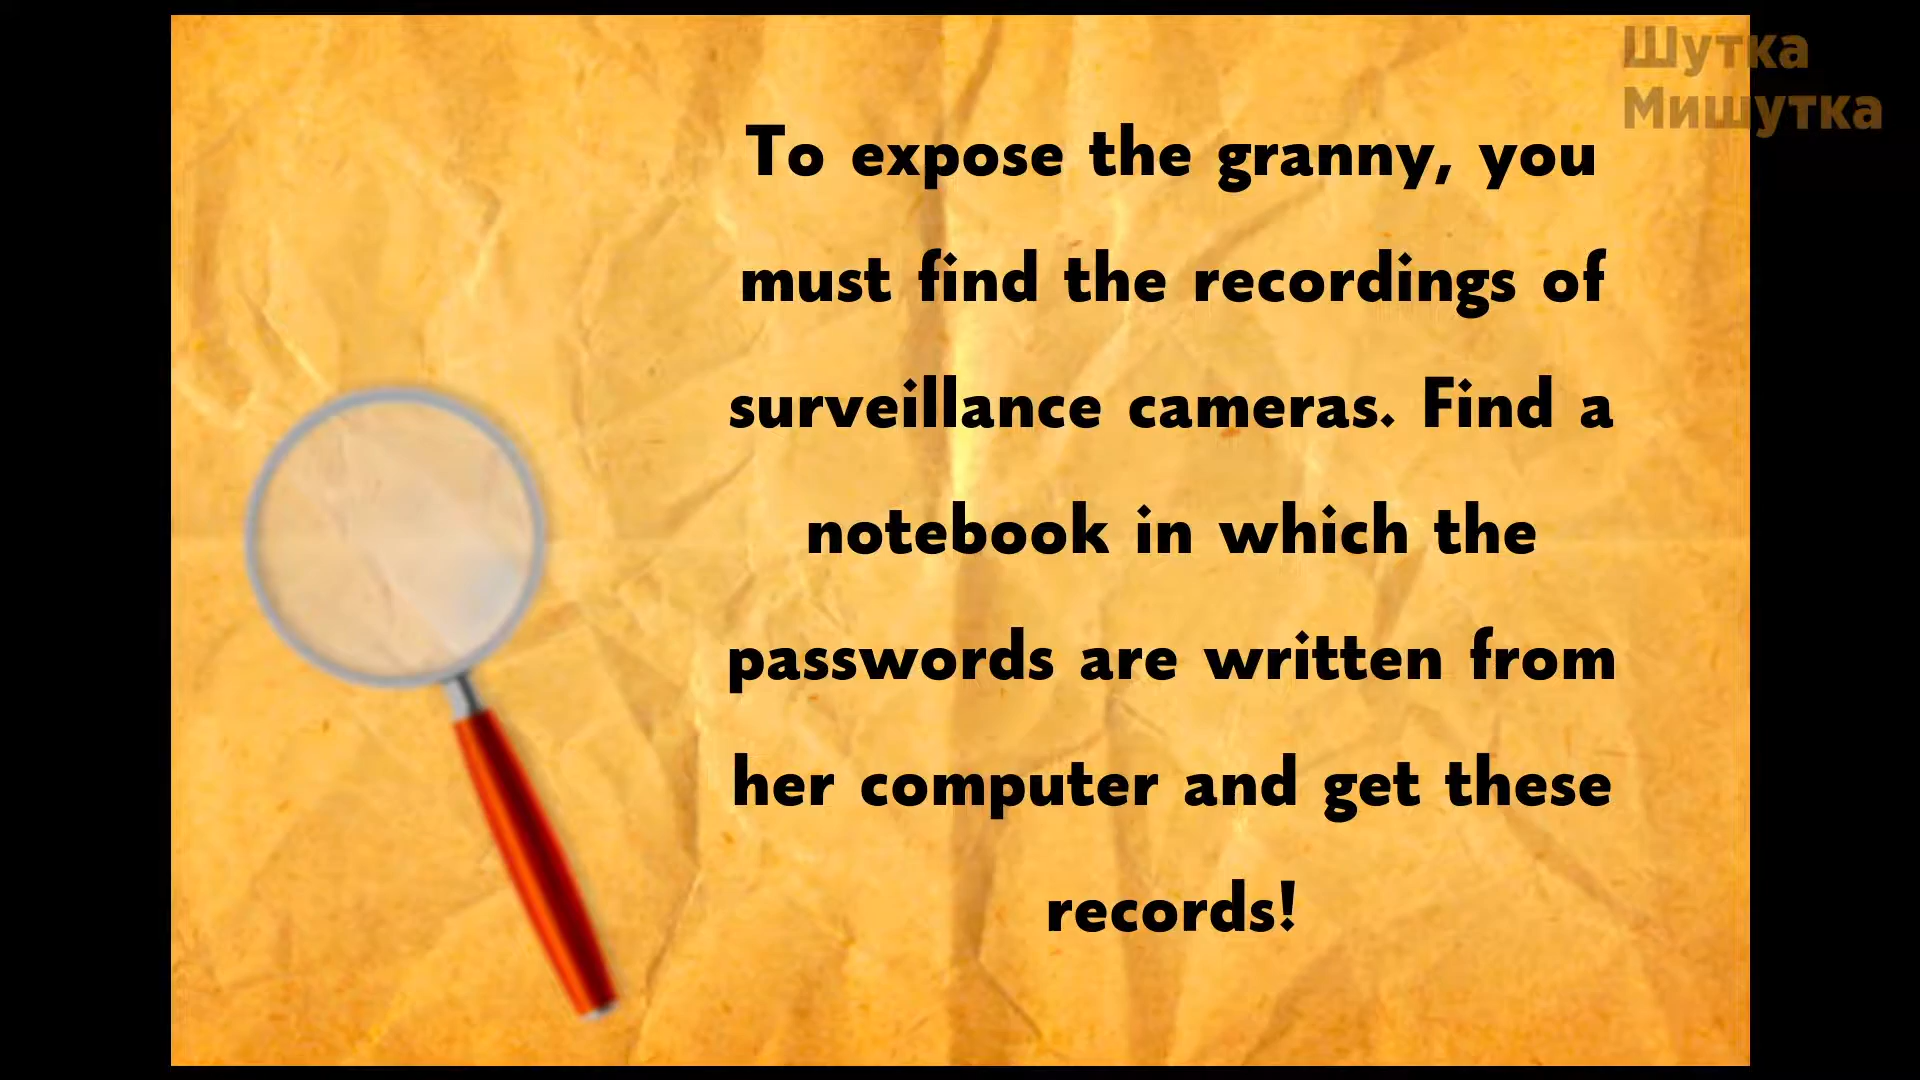 Шутка
Мишутка
To expose the granny, you
must find the recordings of
surveillance cameras. Find a
notebook in which the
passwords are written from
her computer and get these
records!